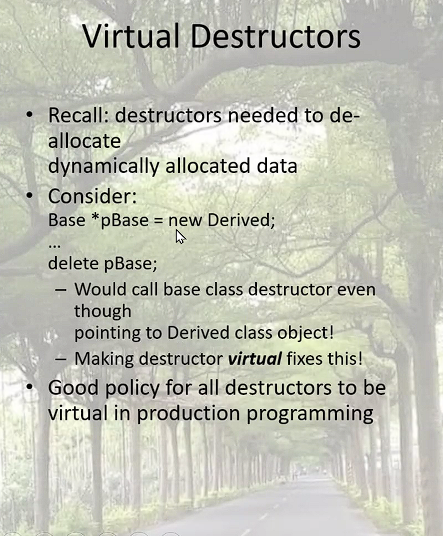 Virtual Destructors
• Recall: destructors needed to de-
allocate
dynamically allocated data
• Consider:
Base *pBase = new Derived;
…
delete pBase;
– Would call base class destructor even
though
pointing to Derived class object!
– Making destructor virtual fixes this!
• Good policy for all destructors to be
virtual in production programming